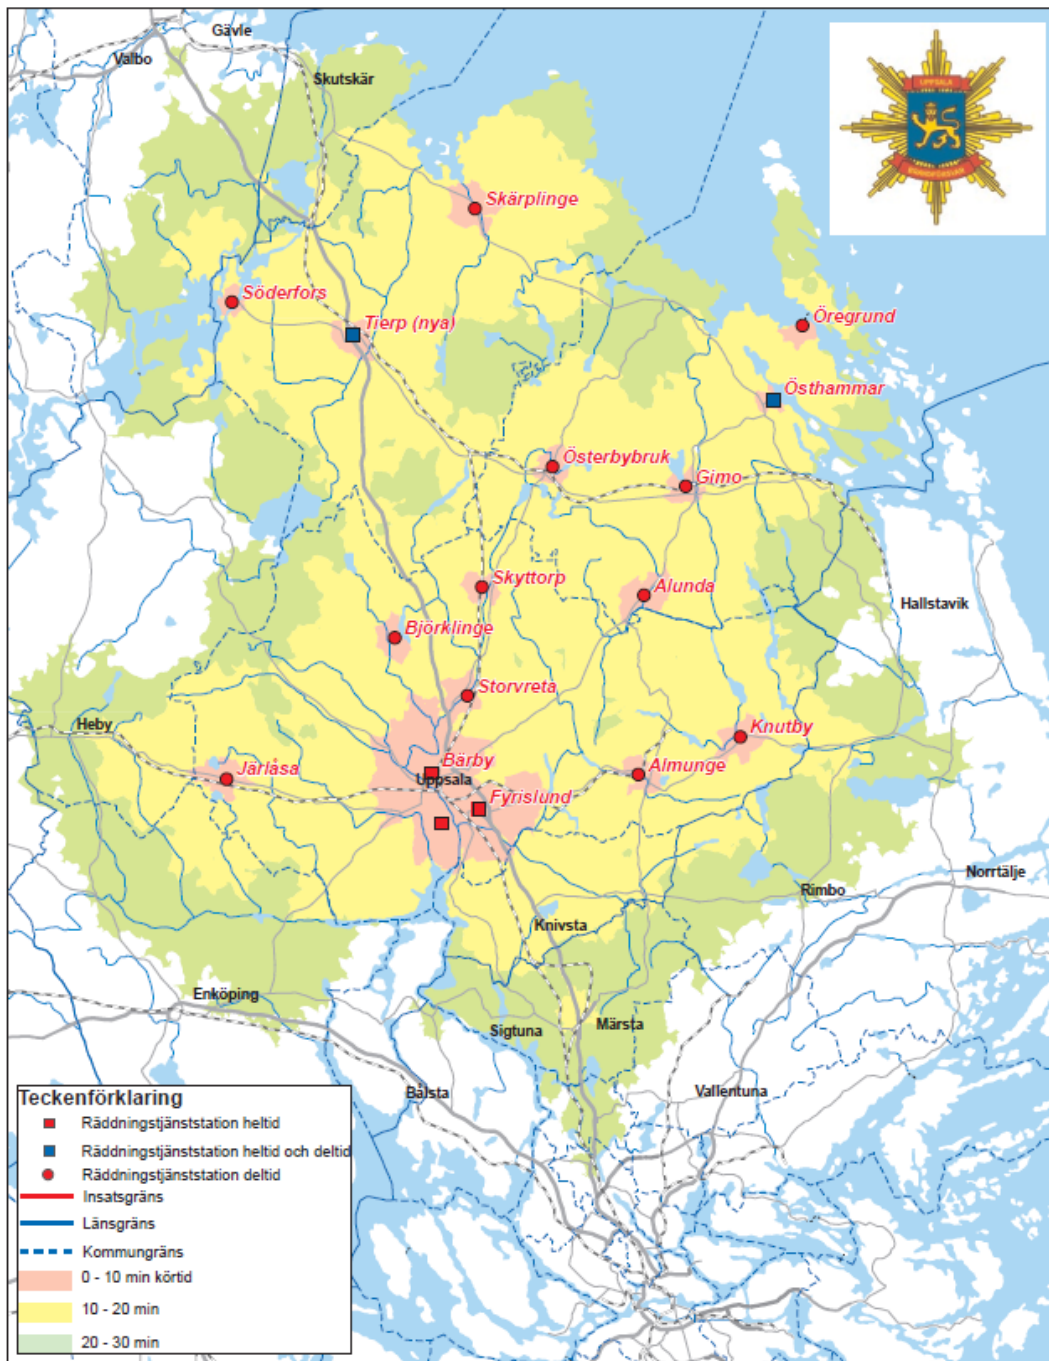 Gävle
Valbo
Skutskär
UPPSALA
BRANDFÖRSVAR
Skärplinge
Söderfors
Tierp (nya)
Öregrund
Östhammar
Österbybruk
Gimo
Skyttorp
Alunda
Hallstavik
Björklinge
Storvreta
Heby
Knutby
Järlåsa
Bärby
Uppsala
Almunge
Fyrislund
Norrtälje
Rimbo
Knivsta
Enköping
Sigtuna
Märsta
Bålsta
Vallentuna
Teckenförklaring
Räddningstjänststation heltid
Räddningstjänststation heltid och deltid
Räddningstjänststation deltid
Insatsgräns
Länsgräns
Kommungräns
0 - 10 min körtid
10 - 20 min
20 - 30 min